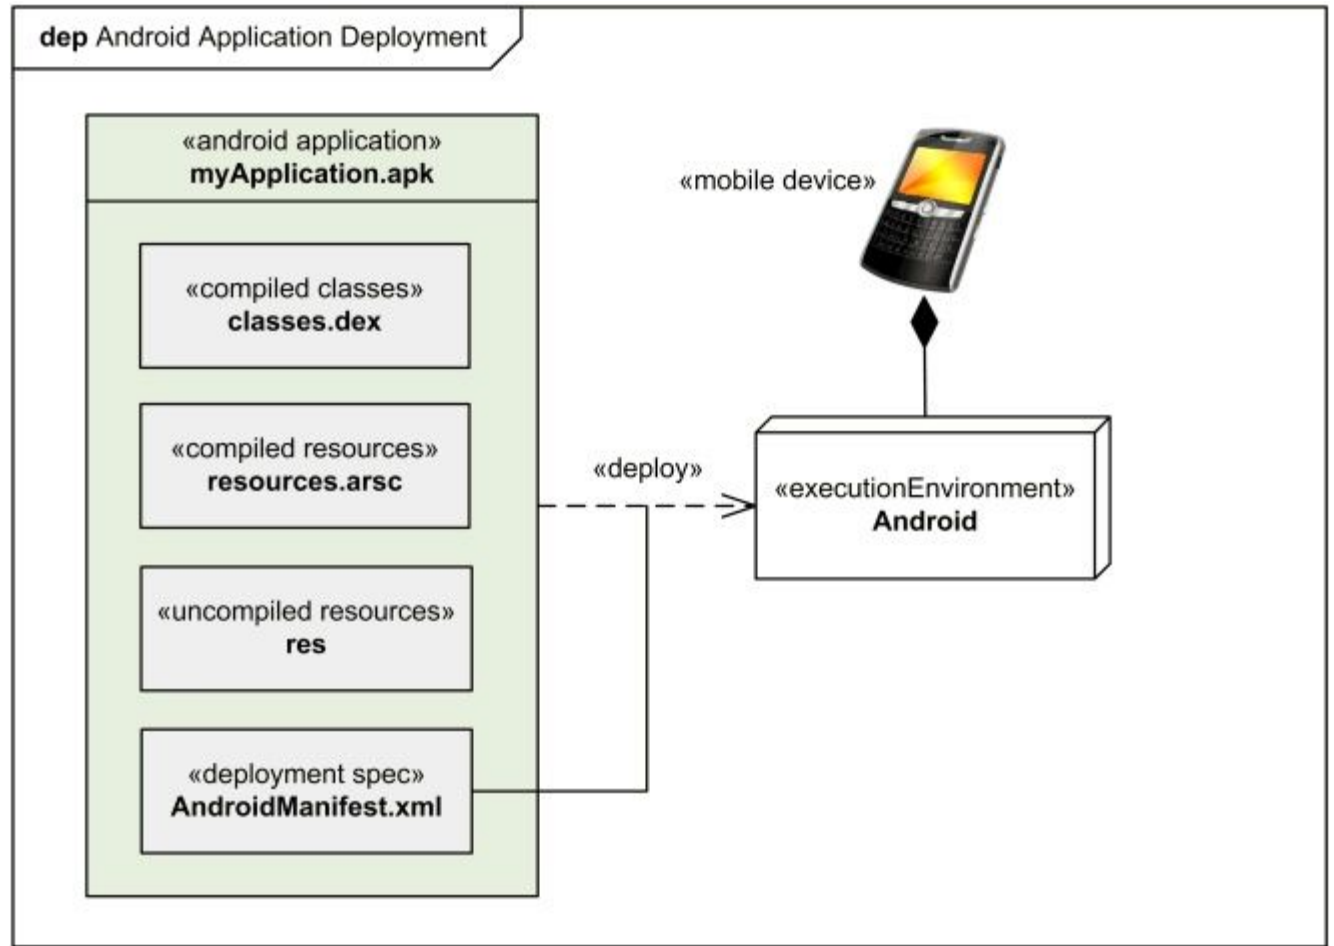 dep Android Application Deployment
«android application»
myApplication.apk
«compiled classes»
classes.dex
«compiled resources»
resources.arsc
«uncompiled resources»
res
«deployment spec»
AndroidManifest.xml
«deploy»
«mobile device»
«executionEnvironment»
Android